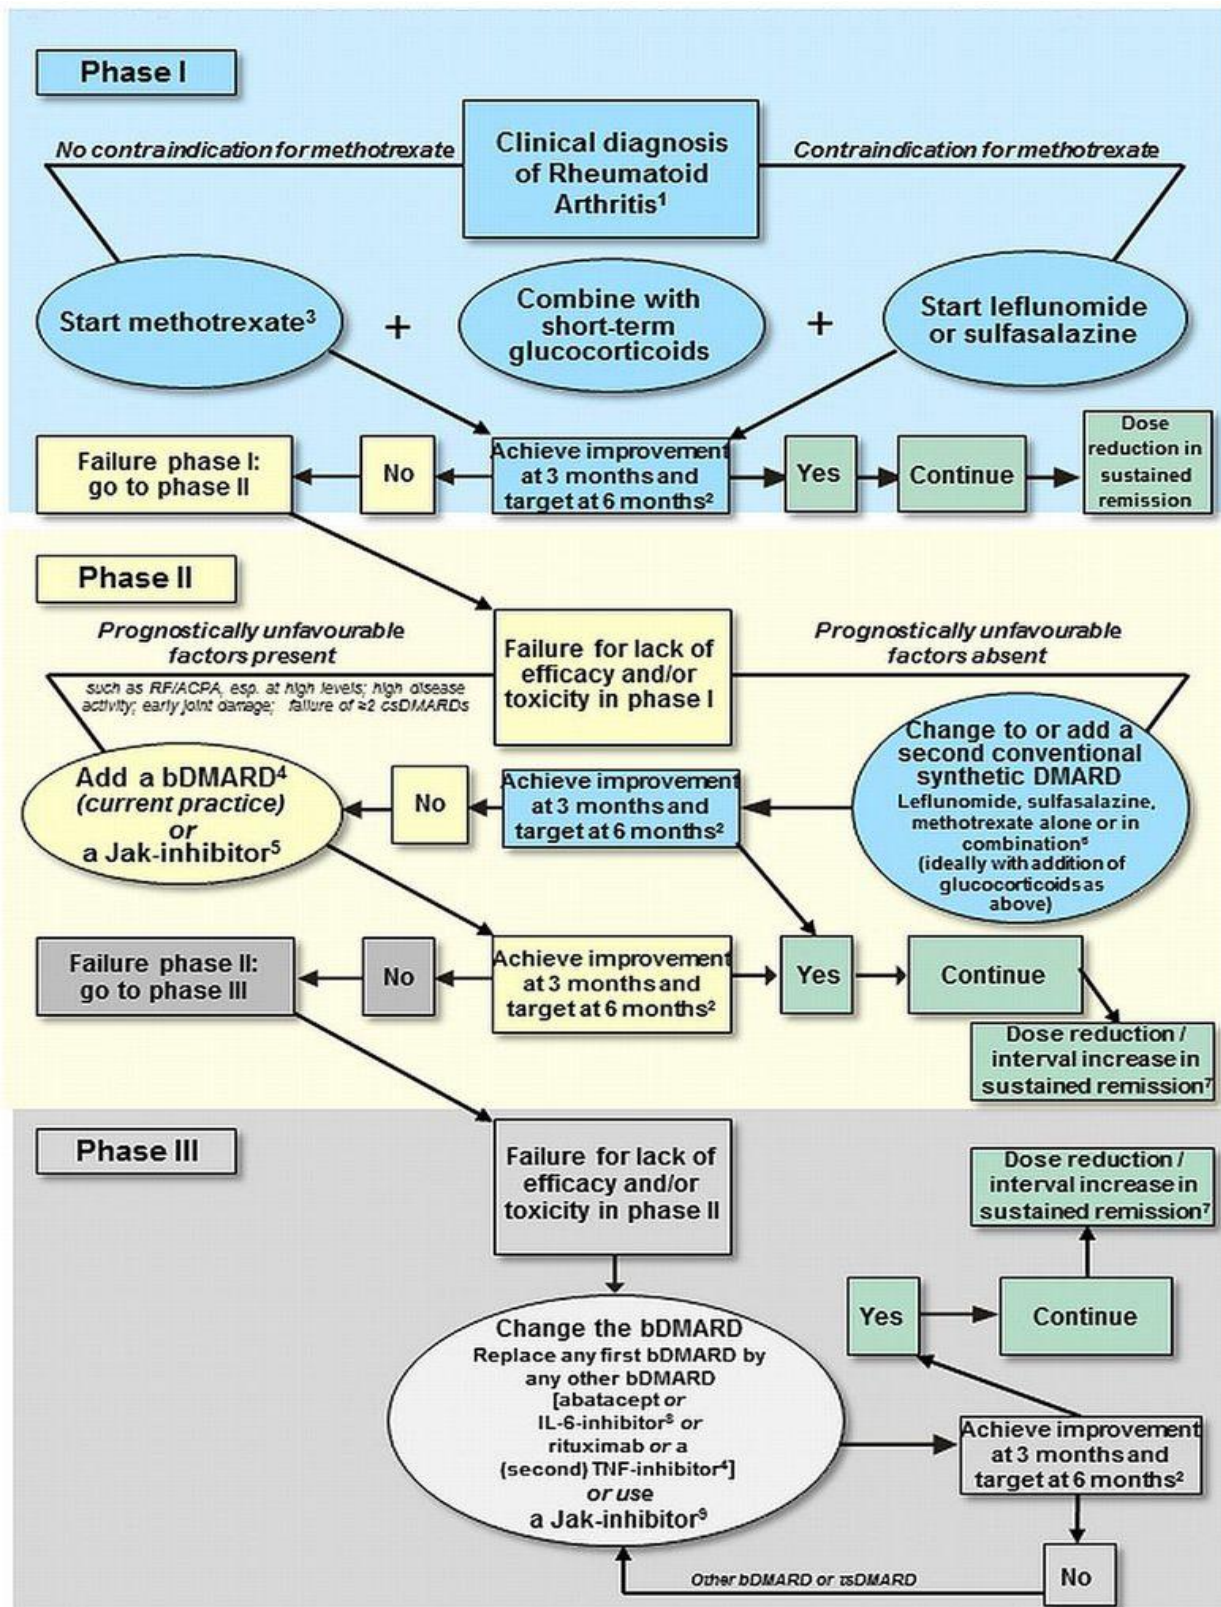 Phase I
No contraindication for methotrexate
Clinical diagnosis
of Rheumatoid
Arthritis¹
Contraindication for methotrexate
Start methotrexate³
+
Combine with
short-term
glucocorticoids
+
Start leflunomide
or sulfasalazine
Failure phase I:
go to phase II
No
Achieve improvement
at 3 months and
target at 6 months²
Yes
Continue
Dose
reduction in
sustained
remission
Phase II
Prognostically unfavourable
factors present
such as RF/ACPA, esp. at high levels; high disease
activity; early joint damage; failure of ≥2 csDMARDs
Failure for lack of
efficacy and/or
toxicity in phase I
Prognostically unfavourable
factors absent
Add a bDMARD⁴
(current practice)
or
a Jak-inhibitor⁵
No
Achieve improvement
at 3 months and
target at 6 months²
Change to or add a
second conventional
synthetic DMARD
Leflunomide, sulfasalazine,
methotrexate alone or in
combination⁶
(ideally with addition of
glucocorticoids as
above)
Failure phase II:
go to phase III
No
Achieve improvement
at 3 months and
target at 6 months²
Yes
Continue
Dose reduction /
interval increase in
sustained remission⁷
Phase III
Failure for lack of
efficacy and/or
toxicity in phase II
Dose reduction /
interval increase in
sustained remission⁷
Yes
Continue
Change the bDMARD
Replace any first bDMARD by
any other bDMARD
[abatacept or
IL-6-inhibitor⁸ or
rituximab or a
(second) TNF-inhibitor⁴]
or use
a Jak-inhibitor⁹
Achieve improvement
at 3 months and
target at 6 months²
No
Other bDMARD or tsDMARD